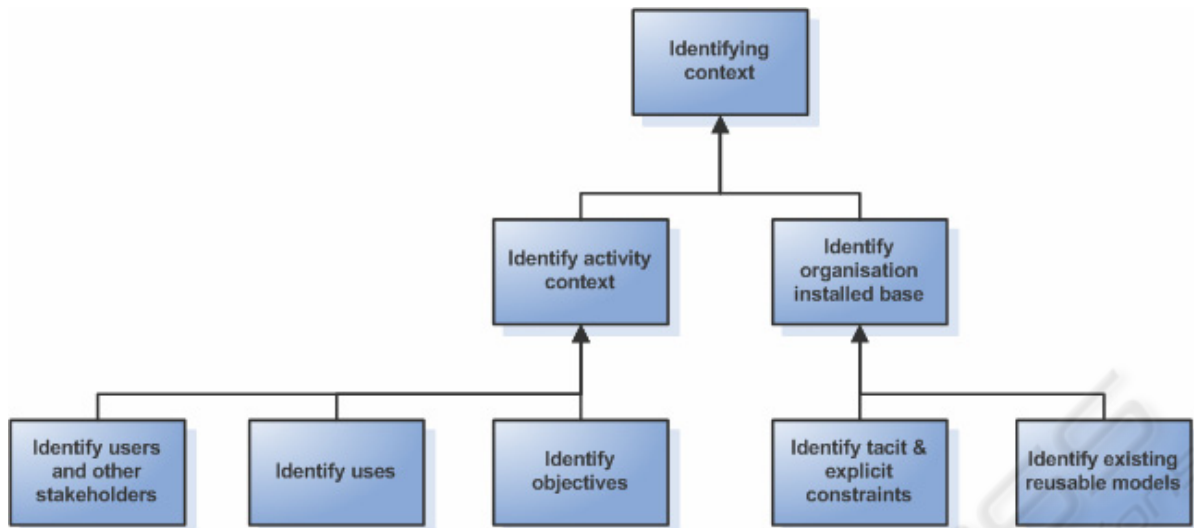 Identifying
context
Identify activity
context
Identify
organisation
installed base
Identify users
and other
stakeholders
Identify uses
Identify
objectives
Identify tacit &
explicit
constraints
Identify existing
reusable models